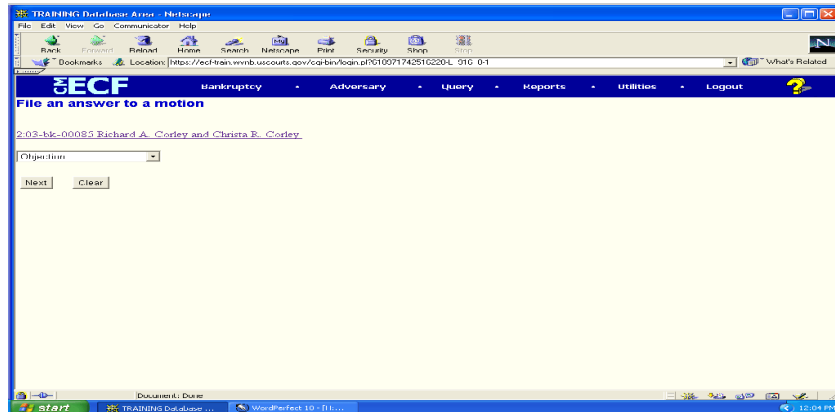 TRAINING Database Area - Netscape
File Edit View Go Communicator Help
Back Forward Reload Home Search Netscape Print Security Shop Stop
Bookmarks Location: https://ecf-train.wvnb.uscourts.gov/cgi-bin/login.pl?610971742516220-L_916_0-1 What's Related
CM ECF Bankruptcy • Adversary • Query • Reports • Utilities • Logout ?
File an answer to a motion
2:03-bk-00085 Richard A. Corley and Christa R. Corley
Objection
Next Clear
Document: Done
start TRAINING Database ... WordPerfect 10 - 12:04 PM